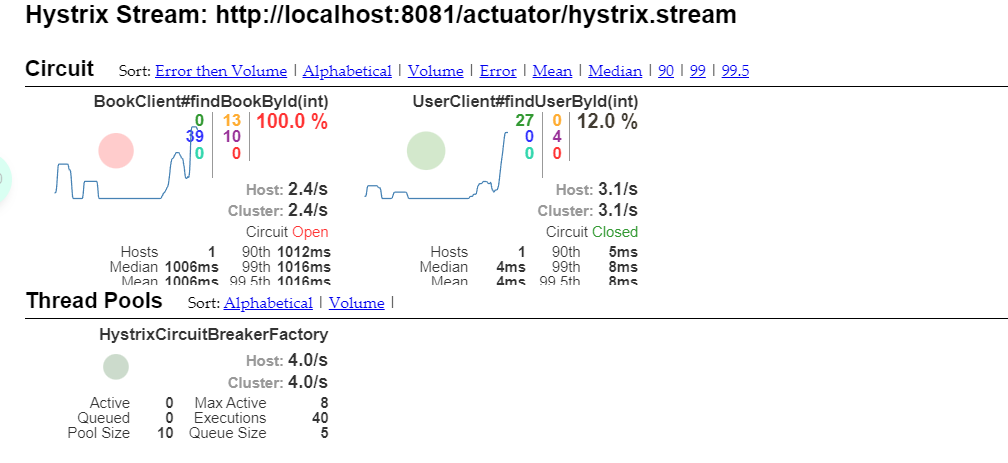 Hystrix Stream: http://localhost:8081/actuator/hystrix.stream
Circuit Sort: Error then Volume | Alphabetical | Volume | Error | Mean | Median | 90 | 99 | 99.5
BookClient#findBookById(int)
0 13 100.0 %
39 10
0 0
Host: 2.4/s
Cluster: 2.4/s
Circuit Open
Hosts 1 90th 1012ms
Median 1006ms 99th 1016ms
Mean 1006ms 99.5th 1016ms
UserClient#findUserById(int)
27 0 12.0 %
0 4
0 0
Host: 3.1/s
Cluster: 3.1/s
Circuit Closed
Hosts 1 90th 5ms
Median 4ms 99th 8ms
Mean 4ms 99.5th 8ms
Thread Pools Sort: Alphabetical | Volume |
HystrixCircuitBreakerFactory
Host: 4.0/s
Cluster: 4.0/s
Active 0 Max Active 8
Queued 0 Executions 40
Pool Size 10 Queue Size 5